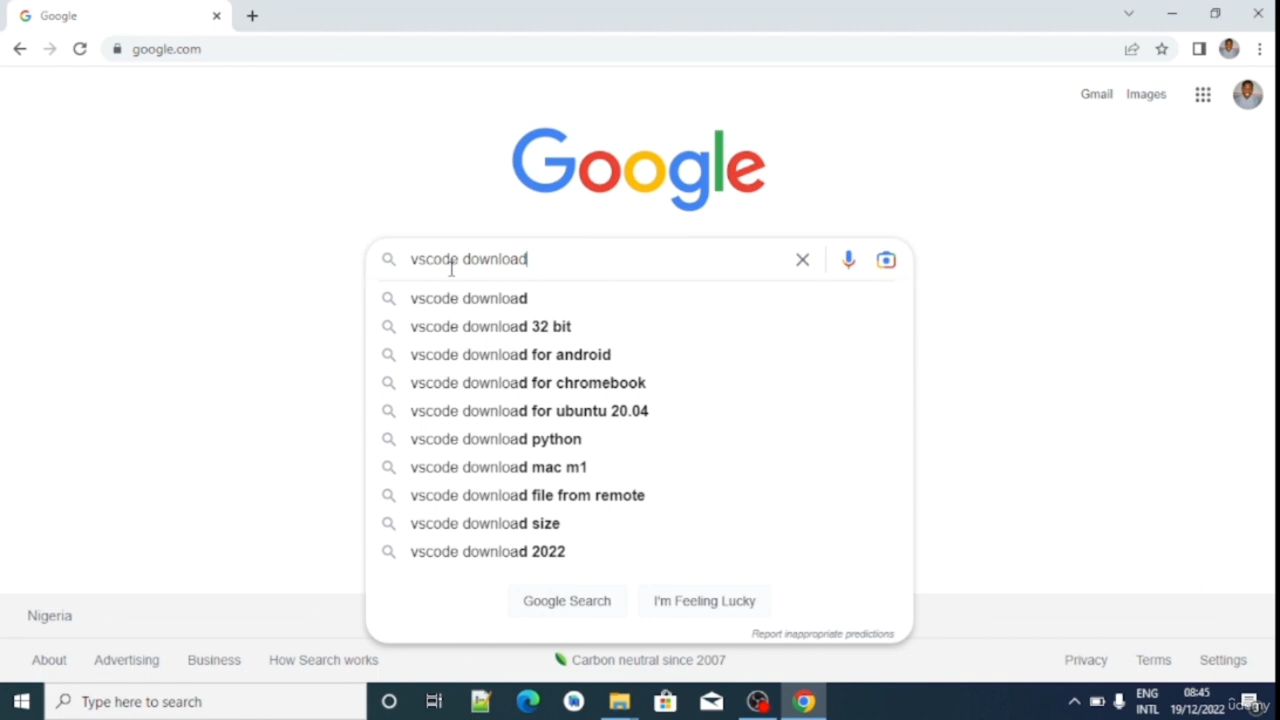 Google
google.com
Gmail Images
Google
vscode download
vscode download
vscode download 32 bit
vscode download for android
vscode download for chromebook
vscode download for ubuntu 20.04
vscode download python
vscode download mac m1
vscode download file from remote
vscode download size
vscode download 2022
Google Search I'm Feeling Lucky
Report inappropriate predictions
Nigeria
About Advertising Business How Search works Carbon neutral since 2007 Privacy Terms Settings
Type here to search
ENG 08:45
INTL 19/12/2022
udemy